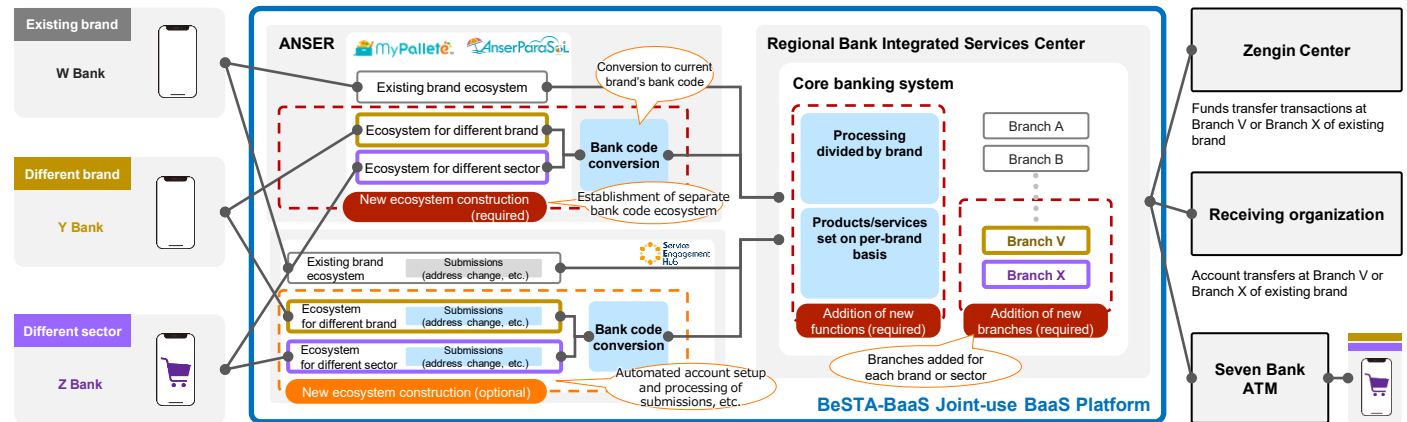 Existing brand
W Bank
Different brand
Y Bank
Different sector
Z Bank
ANSER
MyPallete
AnserParaSoL
Existing brand ecosystem
Ecosystem for different brand
Ecosystem for different sector
New ecosystem construction
(required)
Conversion to current
brand's bank code
Bank code
conversion
Establishment of separate
bank code ecosystem
Service
Engagement
Hub
Existing brand
ecosystem
Submissions
(address change, etc.)
Ecosystem
for different brand
Submissions
(address change, etc.)
Ecosystem
for different sector
Submissions
(address change, etc.)
Bank code
conversion
New ecosystem construction (optional)
Automated account setup
and processing of
submissions, etc.
Regional Bank Integrated Services Center
Core banking system
Processing
divided by brand
Products/services
set on per-brand
basis
Addition of new
functions (required)
Branch A
Branch B
Branch V
Branch X
Addition of new
branches (required)
Branches added for
each brand or sector
BeSTA-BaaS Joint-use BaaS Platform
Zengin Center
Funds transfer transactions at
Branch V or Branch X of existing
brand
Receiving organization
Account transfers at Branch V or
Branch X of existing brand
Seven Bank
ATM